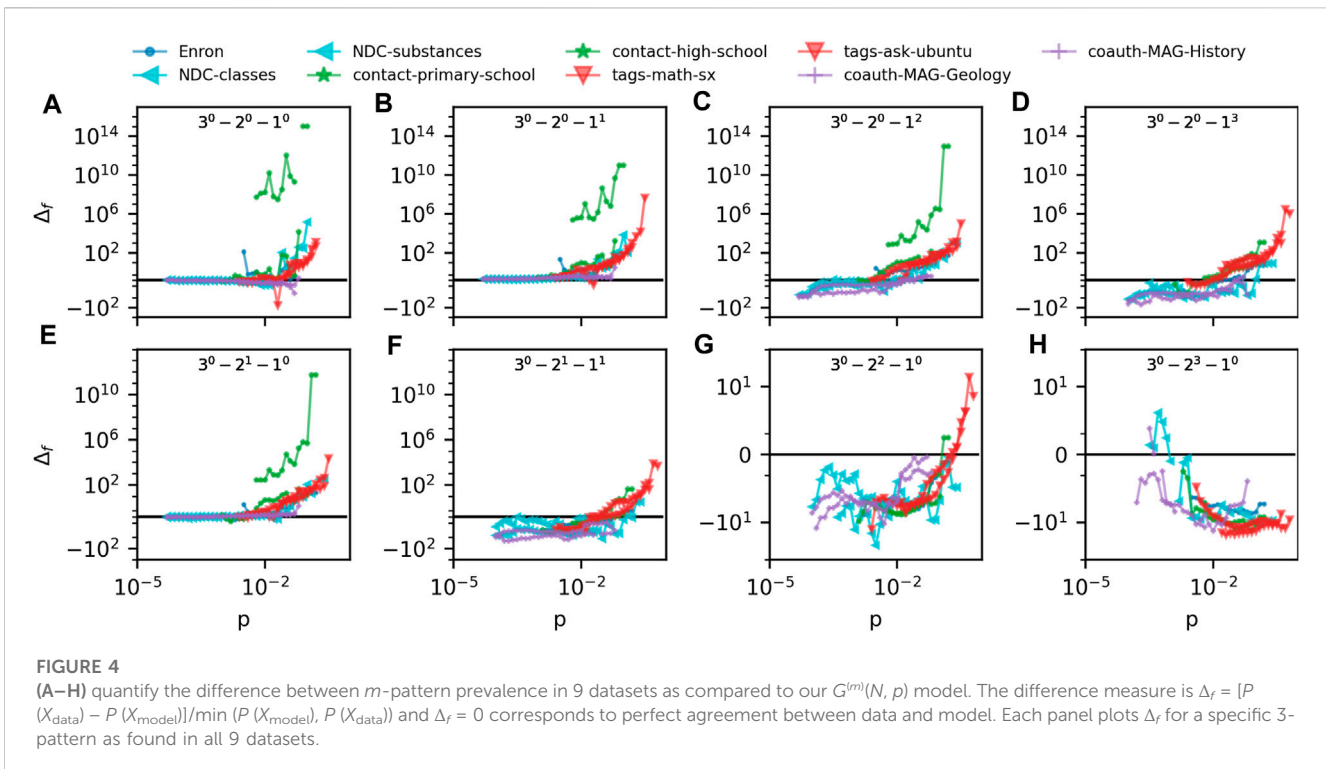 Enron NDC-substances contact-high-school tags-ask-ubuntu coauth-MAG-History
NDC-classes contact-primary-school tags-math-sx coauth-MAG-Geology
A B C D
3⁰ − 2⁰ − 1⁰ 3⁰ − 2⁰ − 1¹ 3⁰ − 2⁰ − 1² 3⁰ − 2⁰ − 1³
10¹⁴ 10¹⁴ 10¹⁴ 10¹⁴
10¹⁰ 10¹⁰ 10¹⁰ 10¹⁰
Δf
10⁶ 10⁶ 10⁶ 10⁶
10² 10² 10² 10²
−10² −10² −10² −10²
10⁻²
E F G H
3⁰ − 2¹ − 1⁰ 3⁰ − 2¹ − 1¹ 3⁰ − 2² − 1⁰ 3⁰ − 2³ − 1⁰
10¹⁰ 10¹⁰ 10¹ 10¹
Δf
10⁶ 10⁶ 0 0
10² 10²
−10² −10² −10¹ −10¹
10⁻⁵ 10⁻² 10⁻⁵ 10⁻² 10⁻⁵ 10⁻² 10⁻⁵ 10⁻²
p p p p
FIGURE 4
(A–H) quantify the difference between m-pattern prevalence in 9 datasets as compared to our G⁽ᵐ⁾(N, p) model. The difference measure is Δf = [P
(Xdata) – P (Xmodel)]/min (P (Xmodel), P (Xdata)) and Δf = 0 corresponds to perfect agreement between data and model. Each panel plots Δf for a specific 3-
pattern as found in all 9 datasets.